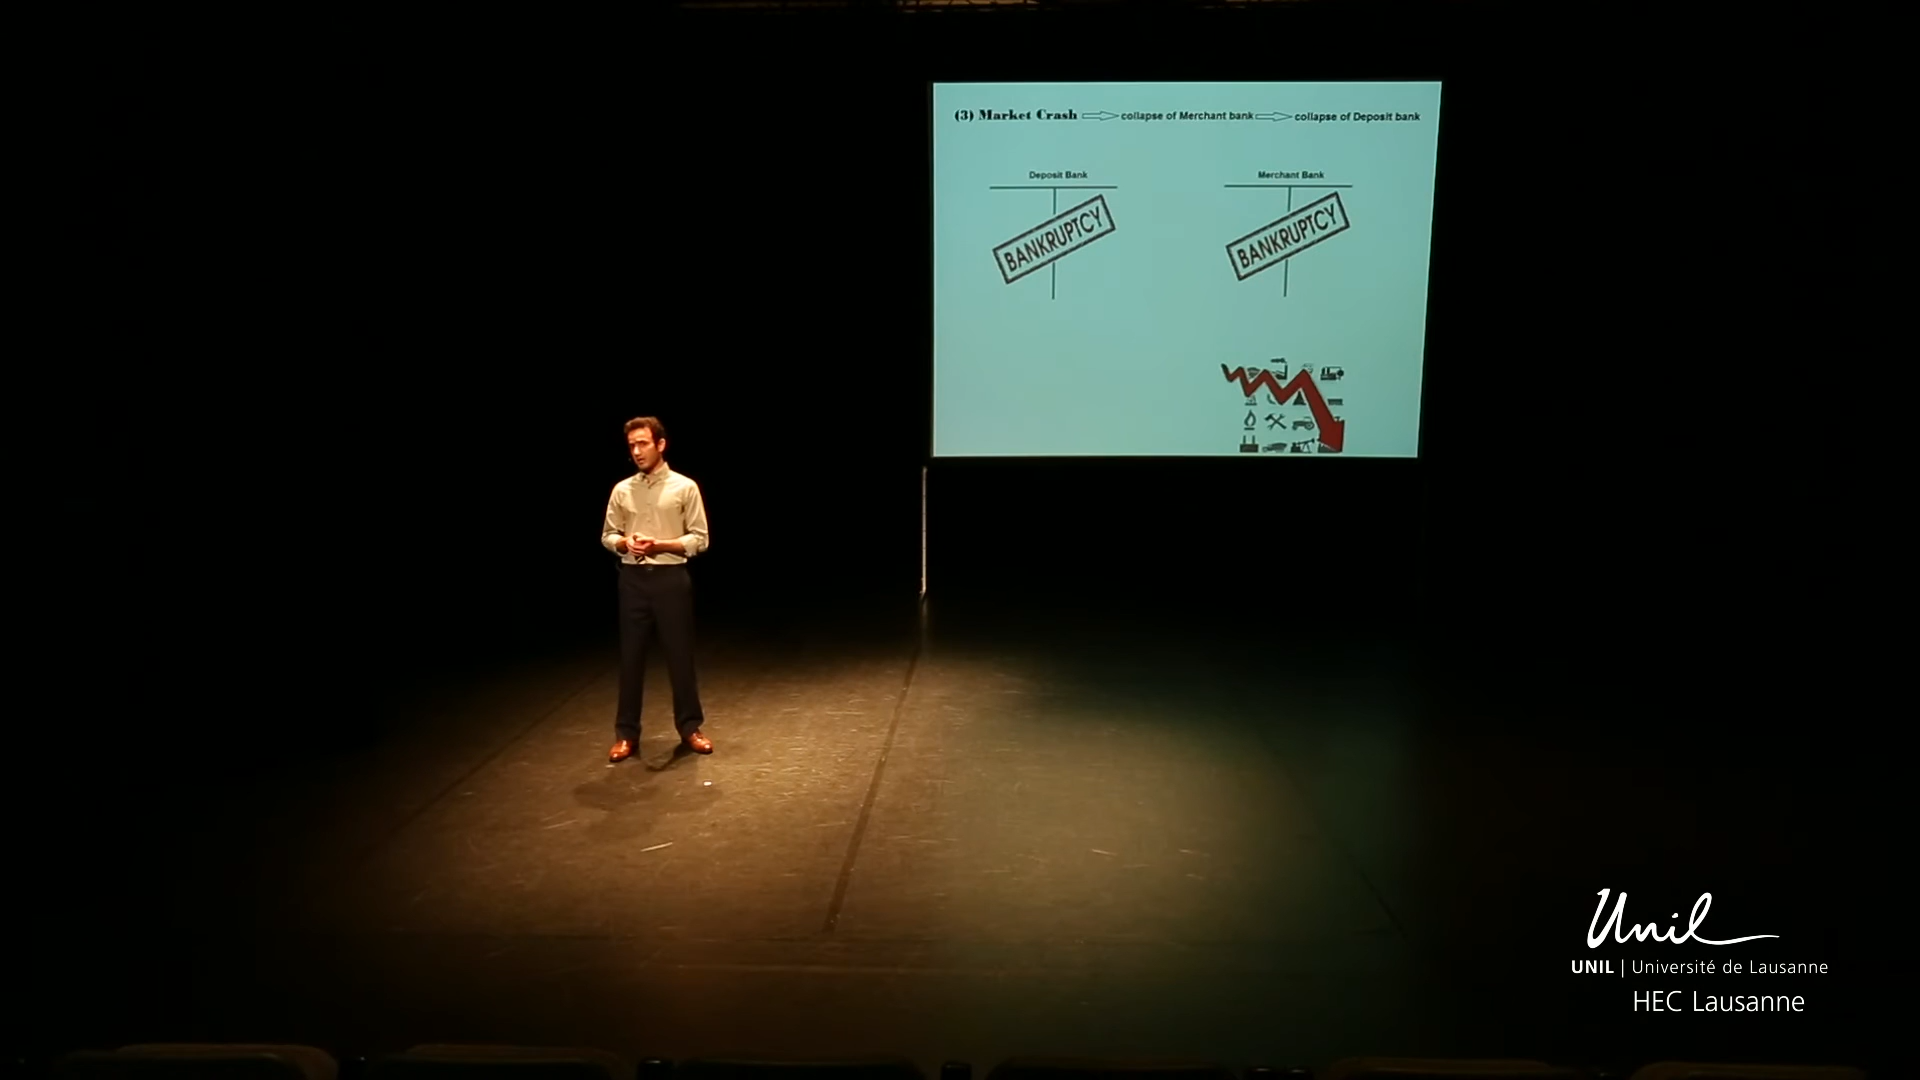 (3) Market Crash collapse of Merchant bank collapse of Deposit bank
Deposit Bank
Merchant Bank
BANKRUPTCY
BANKRUPTCY
Unil
UNIL | Université de Lausanne
HEC Lausanne